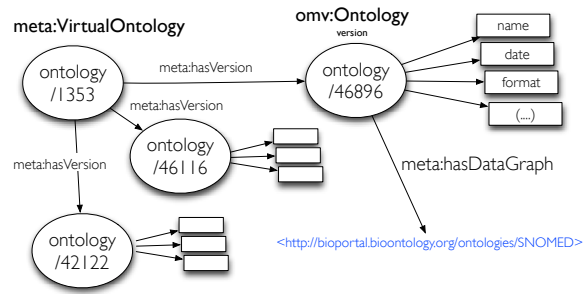 meta:VirtualOntology
omv:Ontology
version
name
date
format
(....)
ontology
/1353
meta:hasVersion
ontology
/46896
meta:hasVersion
ontology
/46116
meta:hasVersion
meta:hasDataGraph
ontology
/42122
<http://bioportal.bioontology.org/ontologies/SNOMED>